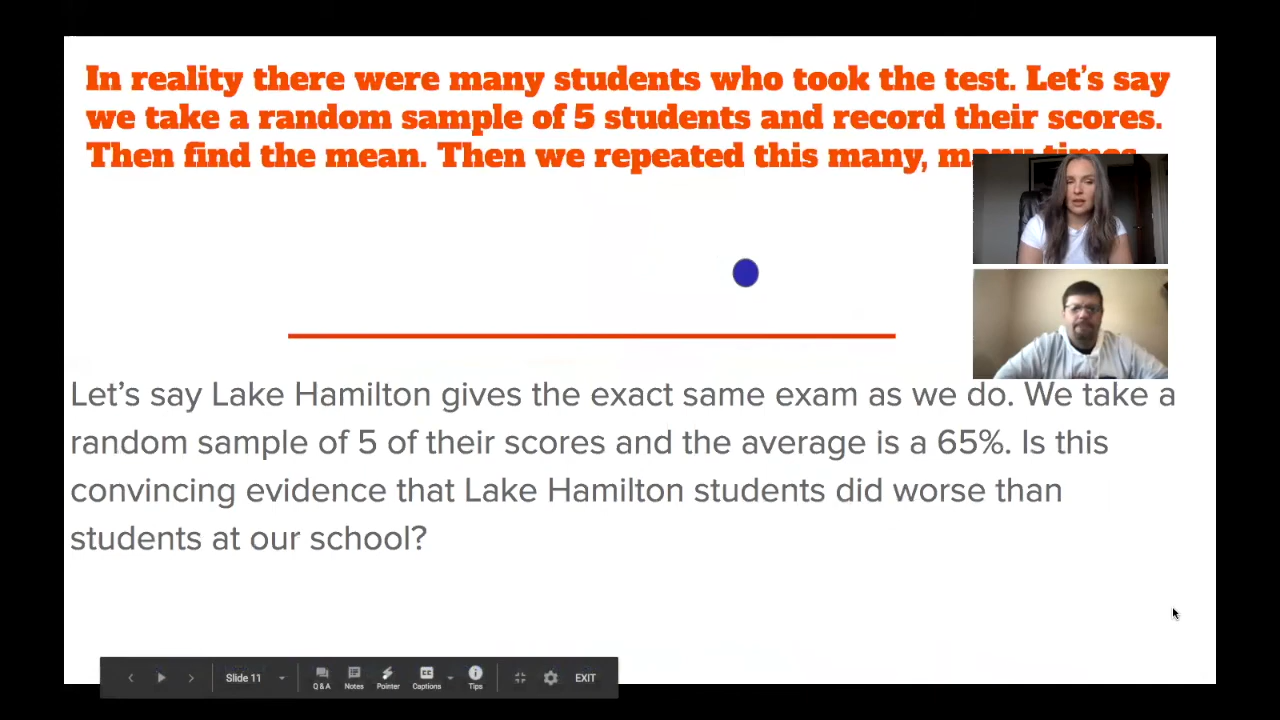 In reality there were many students who took the test. Let's say
we take a random sample of 5 students and record their scores.
Then find the mean. Then we repeated this many, many times.
Let's say Lake Hamilton gives the exact same exam as we do. We take a
random sample of 5 of their scores and the average is a 65%. Is this
convincing evidence that Lake Hamilton students did worse than
students at our school?
Slide 11
Q & A
Notes
Pointer
CC
Captions
Tips
EXIT